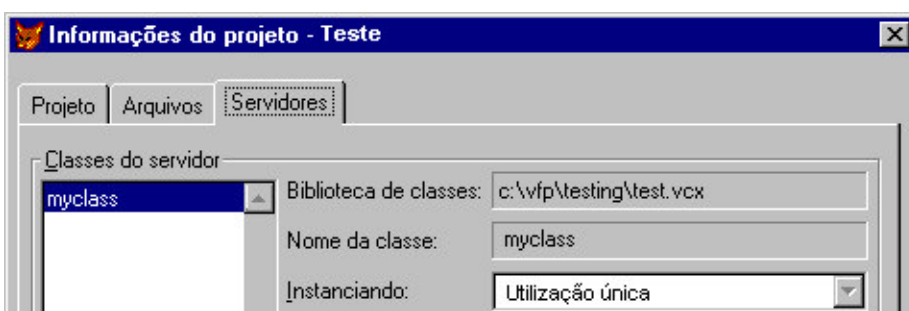 Informações do projeto - Teste
Projeto Arquivos Servidores
Classes do servidor
myclass
Biblioteca de classes: c:\vfp\testing\test.vcx
Nome da classe: myclass
Instanciando: Utilização única